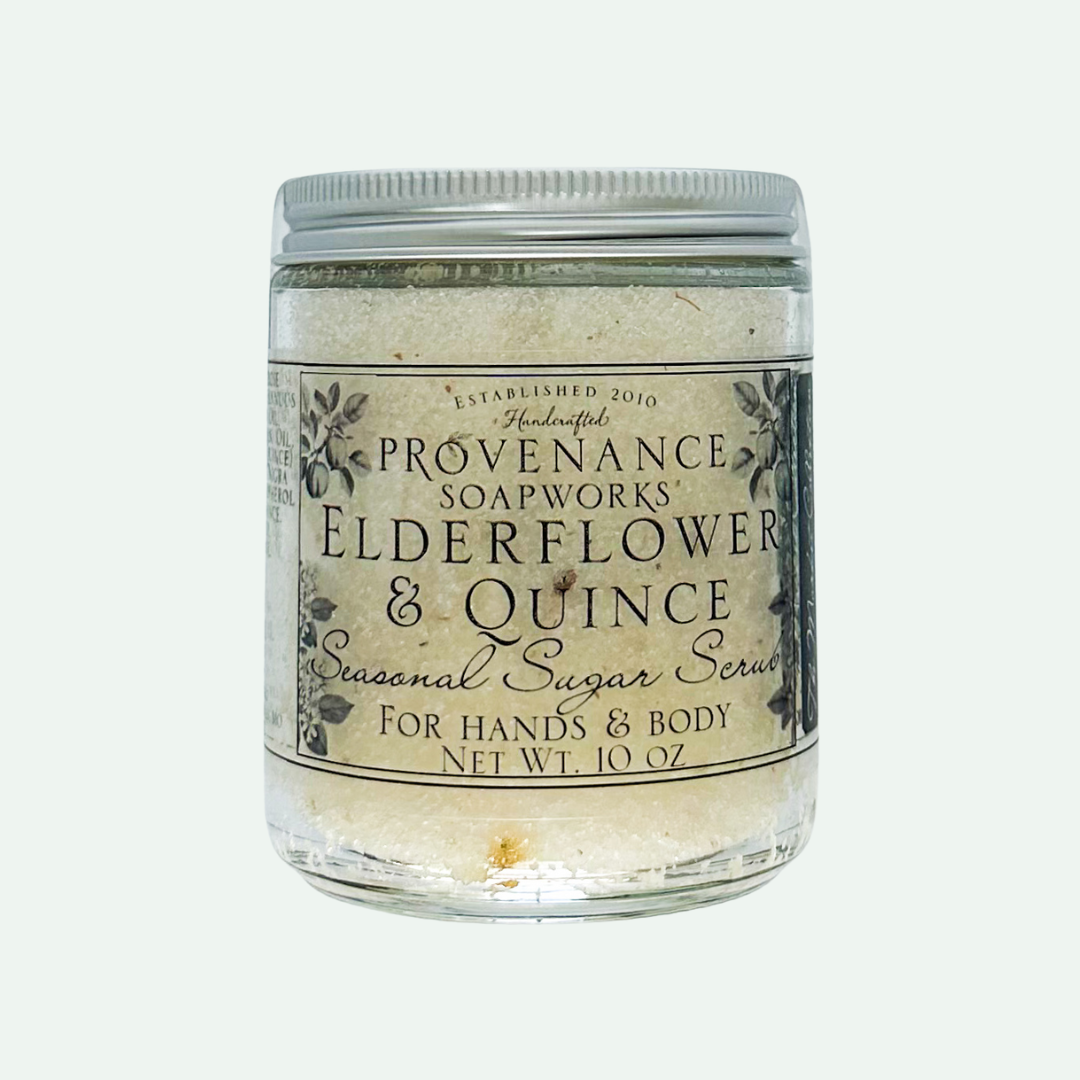 ESTABLISHED 2010
Handcrafted
PROVENANCE
SOAPWORKS
ELDERFLOWER
& QUINCE
Seasonal Sugar Scrub
FOR HANDS & BODY
NET WT. 10 OZ